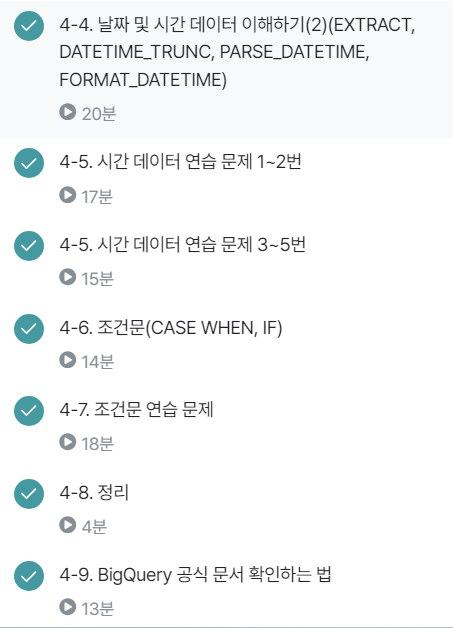 4-4. 날짜 및 시간 데이터 이해하기(2)(EXTRACT,
DATETIME_TRUNC, PARSE_DATETIME,
FORMAT_DATETIME)
20분
4-5. 시간 데이터 연습 문제 1~2번
17분
4-5. 시간 데이터 연습 문제 3~5번
15분
4-6. 조건문(CASE WHEN, IF)
14분
4-7. 조건문 연습 문제
18분
4-8. 정리
4분
4-9. BigQuery 공식 문서 확인하는 법
13분